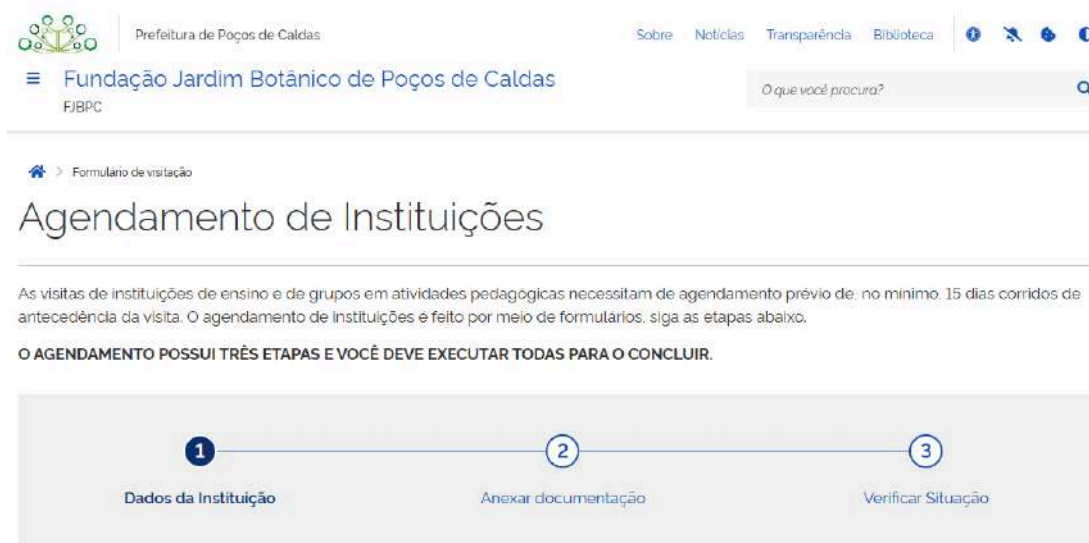 Prefeitura de Poços de Caldas
Sobre Notícias Transparência Biblioteca
Fundação Jardim Botânico de Poços de Caldas
FJBPC
O que você procura?
Formulário de visitação
Agendamento de Instituições
As visitas de instituições de ensino e de grupos em atividades pedagógicas necessitam de agendamento prévio de, no mínimo, 15 dias corridos de
antecedência da visita. O agendamento de instituições é feito por meio de formulários, siga as etapas abaixo.
O AGENDAMENTO POSSUI TRÊS ETAPAS E VOCÊ DEVE EXECUTAR TODAS PARA O CONCLUIR.
1 2 3
Dados da Instituição Anexar documentação Verificar Situação